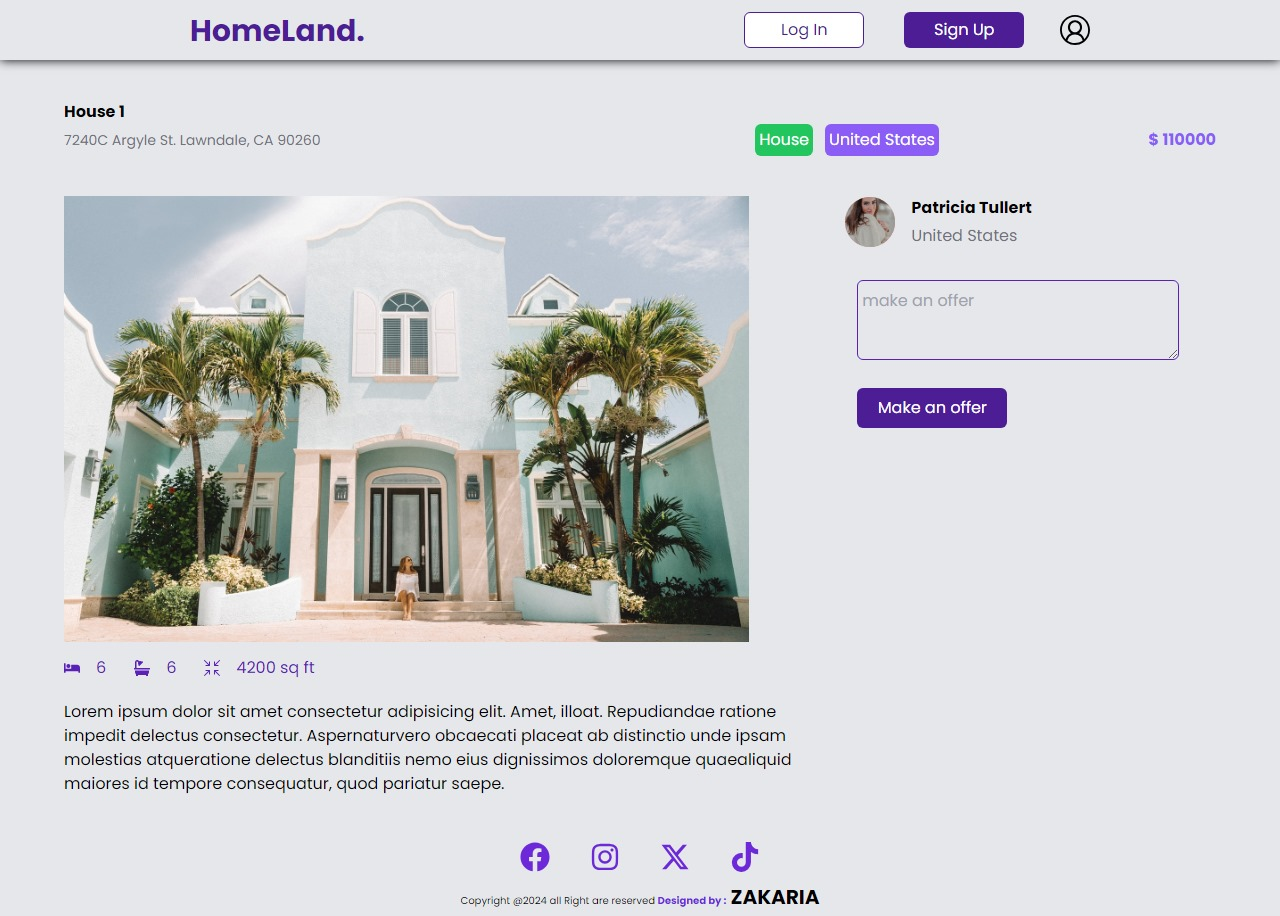 HomeLand.
Log In
Sign Up
House 1
7240C Argyle St. Lawndale, CA 90260
House
United States
$ 110000
Patricia Tullert
United States
make an offer
Make an offer
6
6
4200 sq ft
Lorem ipsum dolor sit amet consectetur adipisicing elit. Amet, illoat. Repudiandae ratione
impedit delectus consectetur. Aspernaturvero obcaecati placeat ab distinctio unde ipsam
molestias atqueratione delectus blanditiis nemo eius dignissimos doloremque quaealiquid
maiores id tempore consequatur, quod pariatur saepe.
Copyright @2024 all Right are reserved Designed by : ZAKARIA